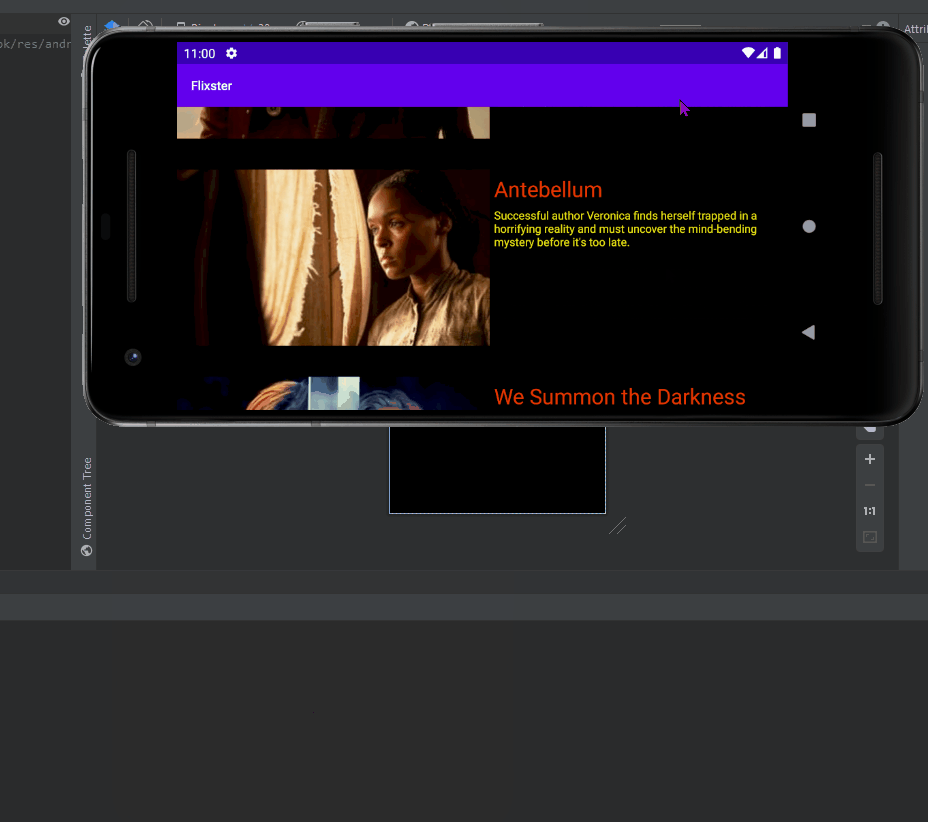 ok/res/andr
Attri
11:00
Flixster
Antebellum
Successful author Veronica finds herself trapped in a
horrifying reality and must uncover the mind-bending
mystery before it's too late.
We Summon the Darkness
Component Tree
1:1